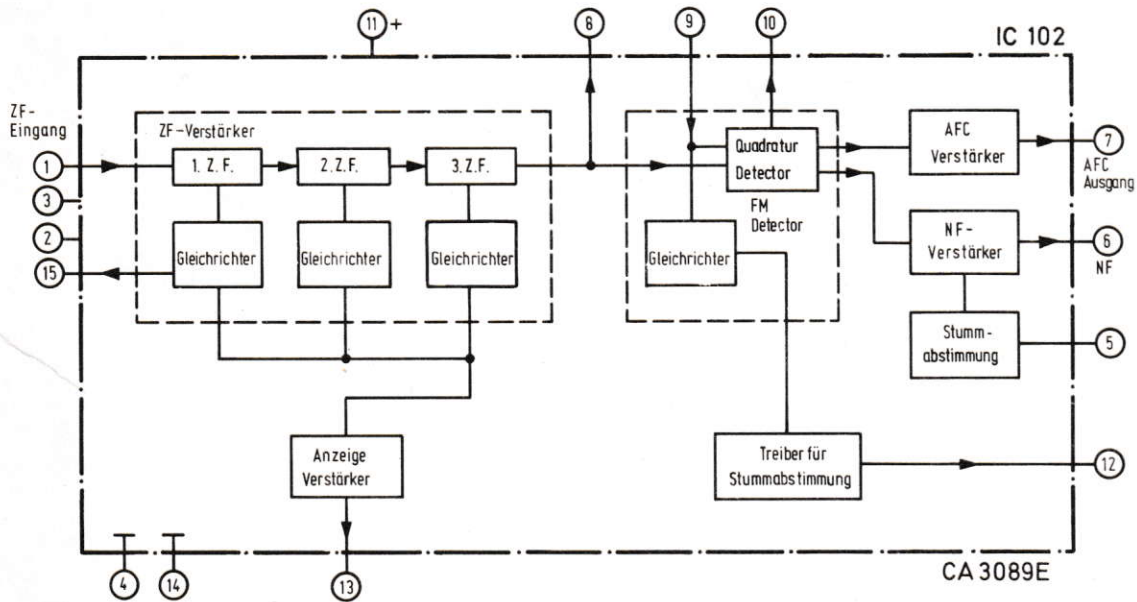 11 +
8
9
10
IC 102
ZF-
Eingang
ZF-Verstärker
1
3
2
15
1. Z. F.
2. Z. F.
3. Z. F.
Gleichrichter
Gleichrichter
Gleichrichter
Quadratur
Detector
FM
Detector
Gleichrichter
AFC
Verstärker
7
AFC
Ausgang
NF-
Verstärker
6
NF
Stumm-
abstimmung
5
Anzeige
Verstärker
Treiber für
Stummabstimmung
12
4
14
13
CA 3089E